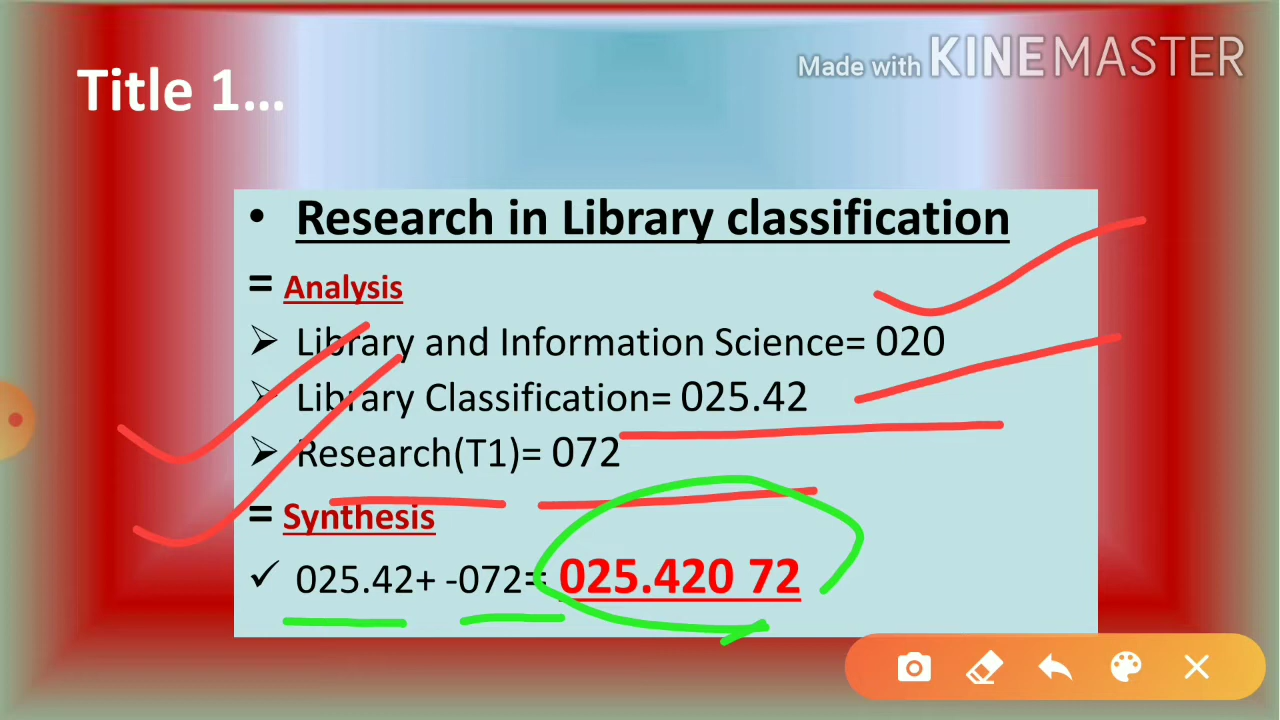 Made with KINEMASTER
Title 1...
• Research in Library classification
= Analysis
➢ Library and Information Science= 020
➢ Library Classification= 025.42
➢ Research(T1)= 072
= Synthesis
✓ 025.42+ -072= 025.420 72